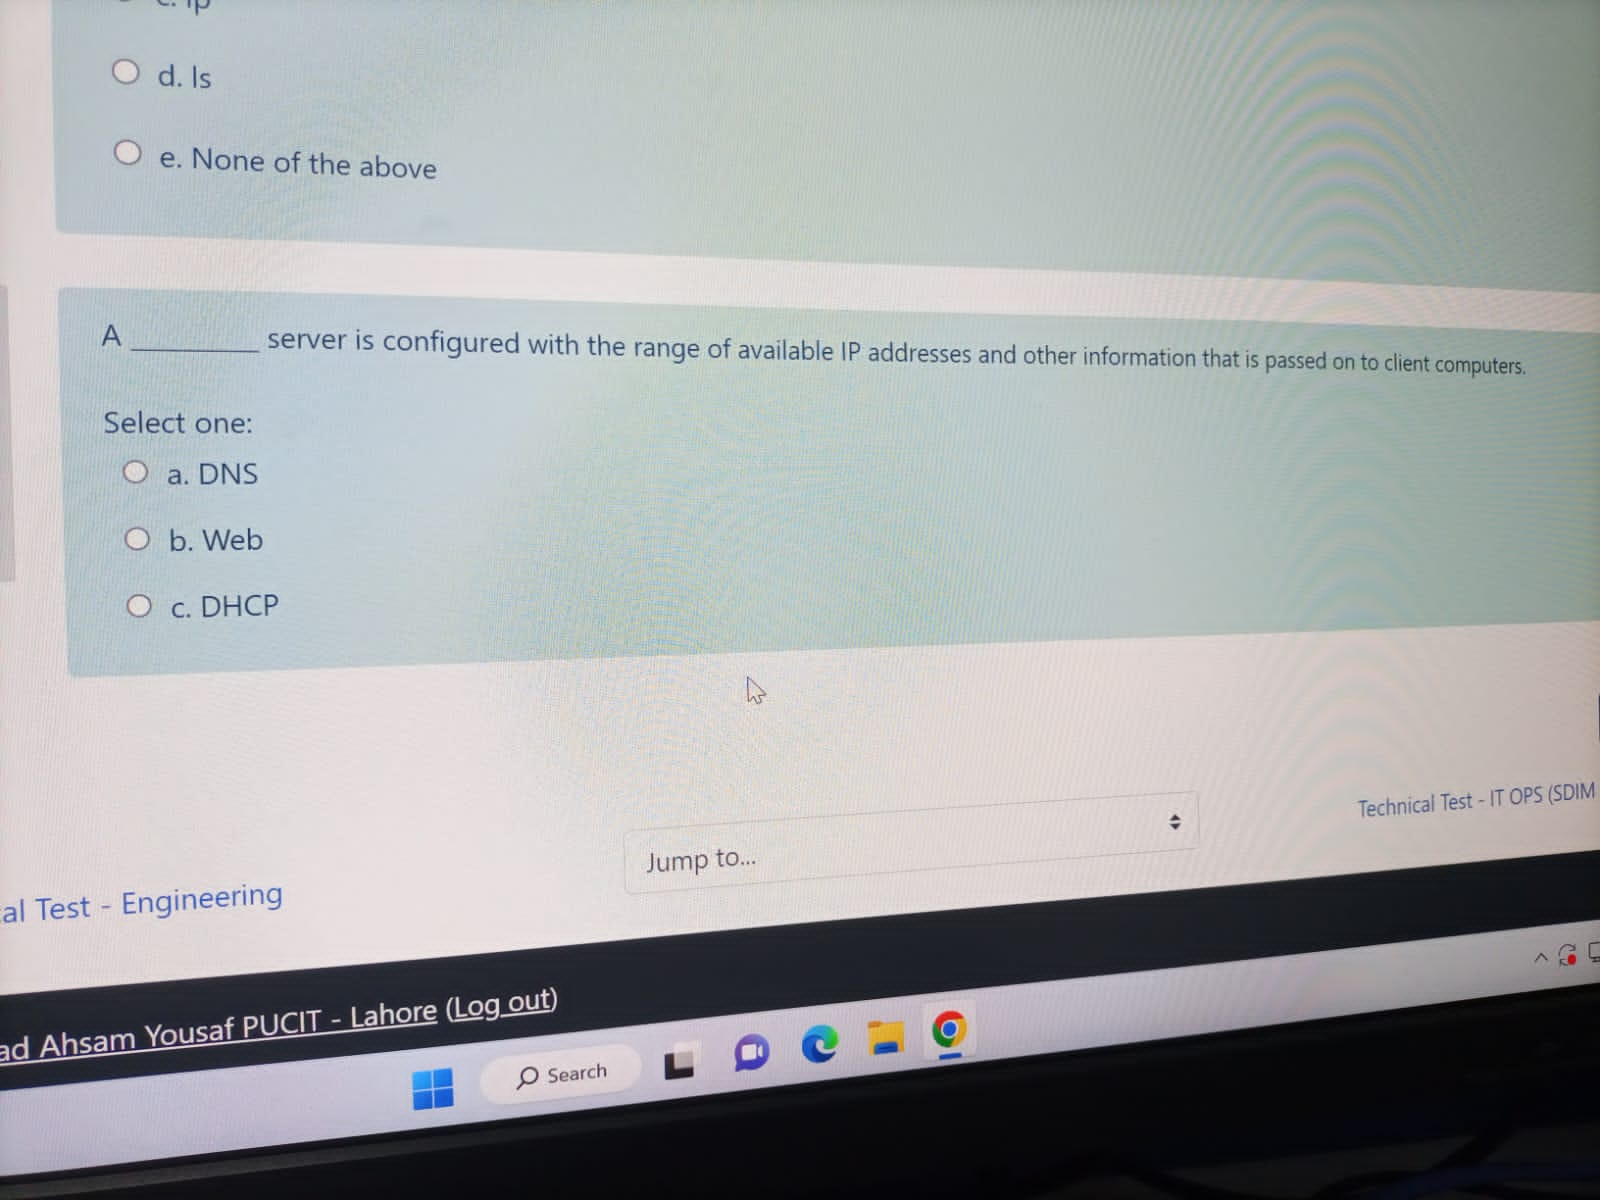 c. ip
d. ls
e. None of the above
A ________ server is configured with the range of available IP addresses and other information that is passed on to client computers.
Select one:
a. DNS
b. Web
c. DHCP
Technical Test - IT OPS (SDIM
Jump to...
al Test - Engineering
ad Ahsam Yousaf PUCIT - Lahore (Log out)
Search